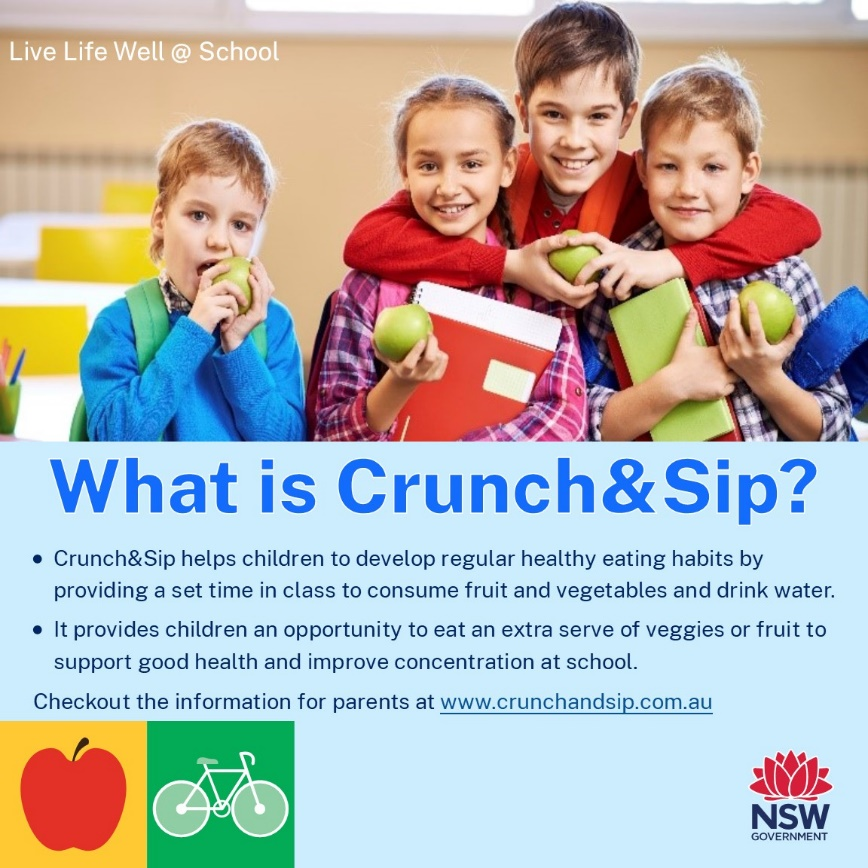 Live Life Well @ School
What is Crunch&Sip?
• Crunch&Sip helps children to develop regular healthy eating habits by
providing a set time in class to consume fruit and vegetables and drink water.
• It provides children an opportunity to eat an extra serve of veggies or fruit to
support good health and improve concentration at school.
Checkout the information for parents at www.crunchandsip.com.au
NSW
GOVERNMENT